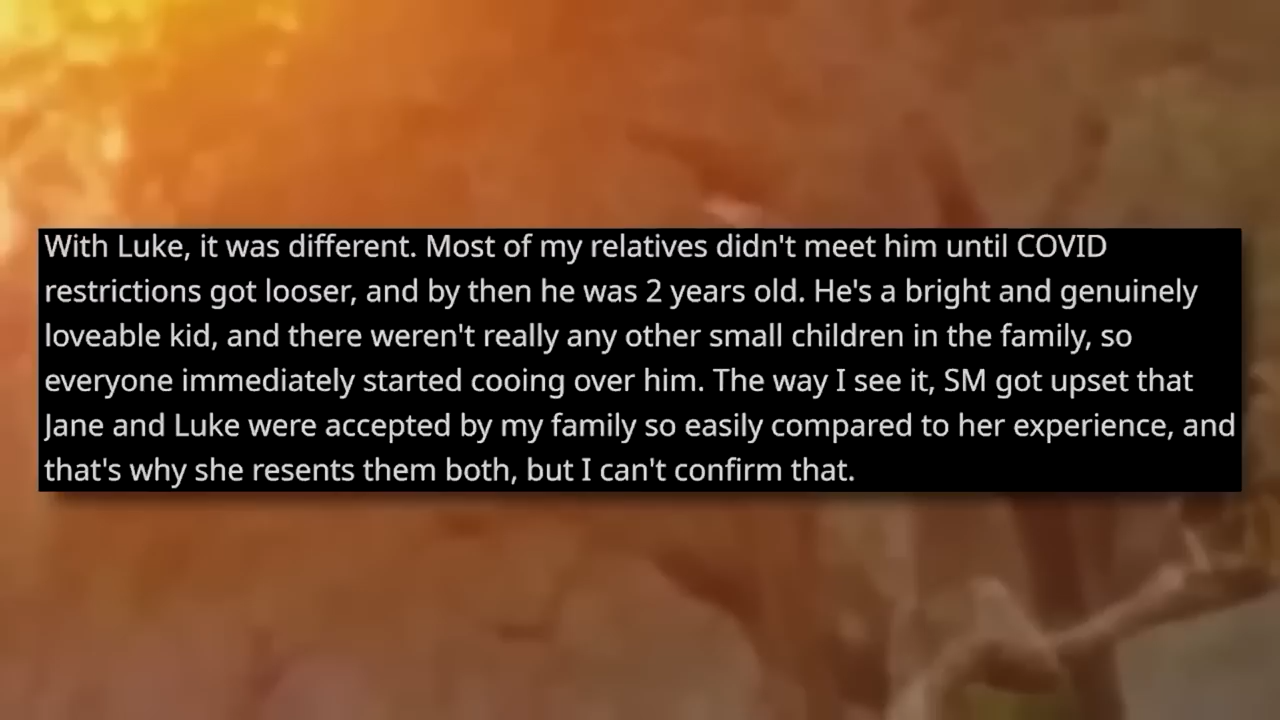 With Luke, it was different. Most of my relatives didn't meet him until COVID
restrictions got looser, and by then he was 2 years old. He's a bright and genuinely
loveable kid, and there weren't really any other small children in the family, so
everyone immediately started cooing over him. The way I see it, SM got upset that
Jane and Luke were accepted by my family so easily compared to her experience, and
that's why she resents them both, but I can't confirm that.